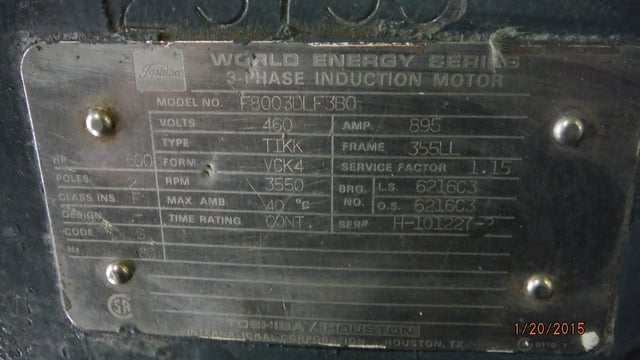 Toshiba
WORLD ENERGY SERIES
3-PHASE INDUCTION MOTOR
MODEL NO. F8003DLF3B0
VOLTS 460 AMP. 895
TYPE TIKK FRAME 355LL
HP 800 FORM VCK4 SERVICE FACTOR 1.15
POLES 2 RPM 3550 BRG. NO. L.S. 6216C3
CLASS INS F MAX. AMB. 40 °C O.S. 6216C3
DESIGN TIME RATING CONT. SER# H-101227-
CODE G
Hz 60
TOSHIBA/HOUSTON
INTERNATIONAL CORPORATION HOUSTON, TX
1/20/2015